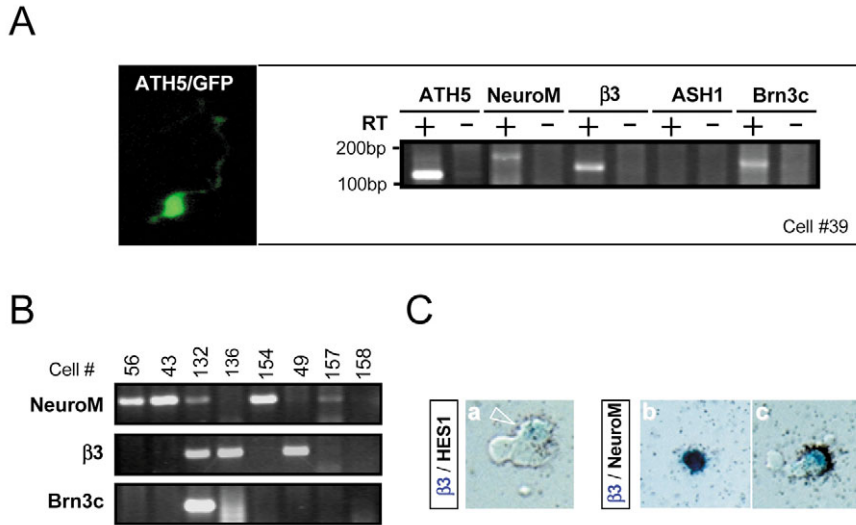 A
ATH5/GFP
ATH5 NeuroM β3 ASH1 Brn3c
RT + − + − + − + − + −
200bp
100bp
Cell #39
B
Cell # 56 43 132 136 154 49 157 158
NeuroM
β3
Brn3c
C
β3 / HES1
a
β3 / NeuroM
b
c